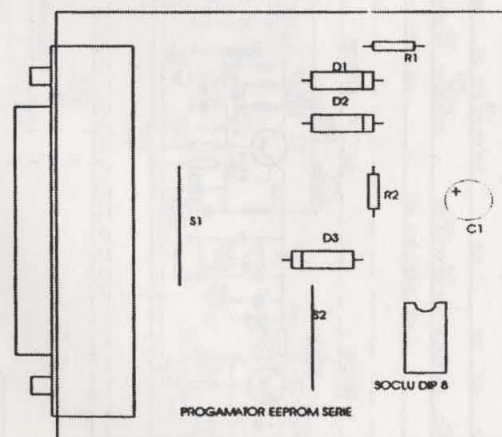 R1
D1
D2
R2
+
C1
S1
D3
S2
SOCLU DIP 8
PROGAMATOR EEPROM SERIE